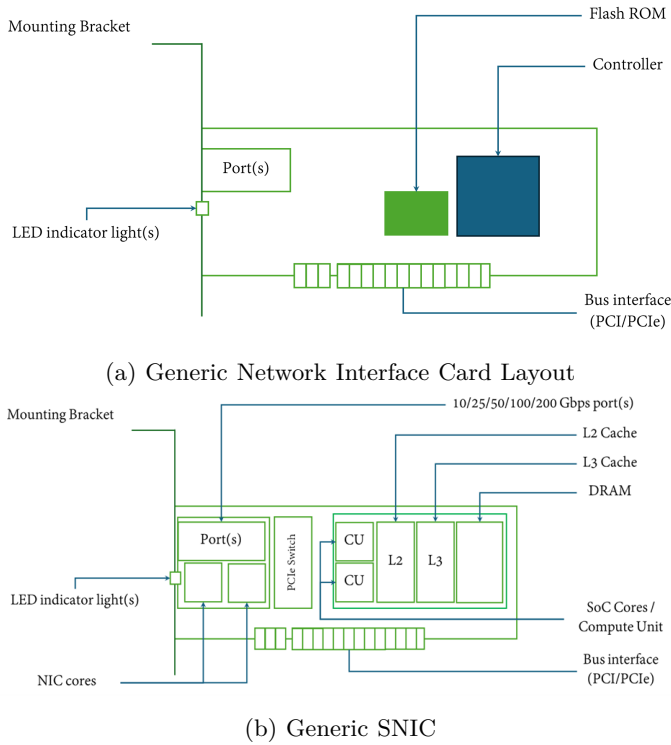 Flash ROM
Mounting Bracket
Controller
Port(s)
LED indicator light(s)
Bus interface
(PCI/PCIe)
(a) Generic Network Interface Card Layout
10/25/50/100/200 Gbps port(s)
Mounting Bracket
L2 Cache
L3 Cache
DRAM
Port(s)
PCIe Switch
CU
L2
L3
CU
LED indicator light(s)
SoC Cores /
Compute Unit
Bus interface
(PCI/PCIe)
NIC cores
(b) Generic SNIC